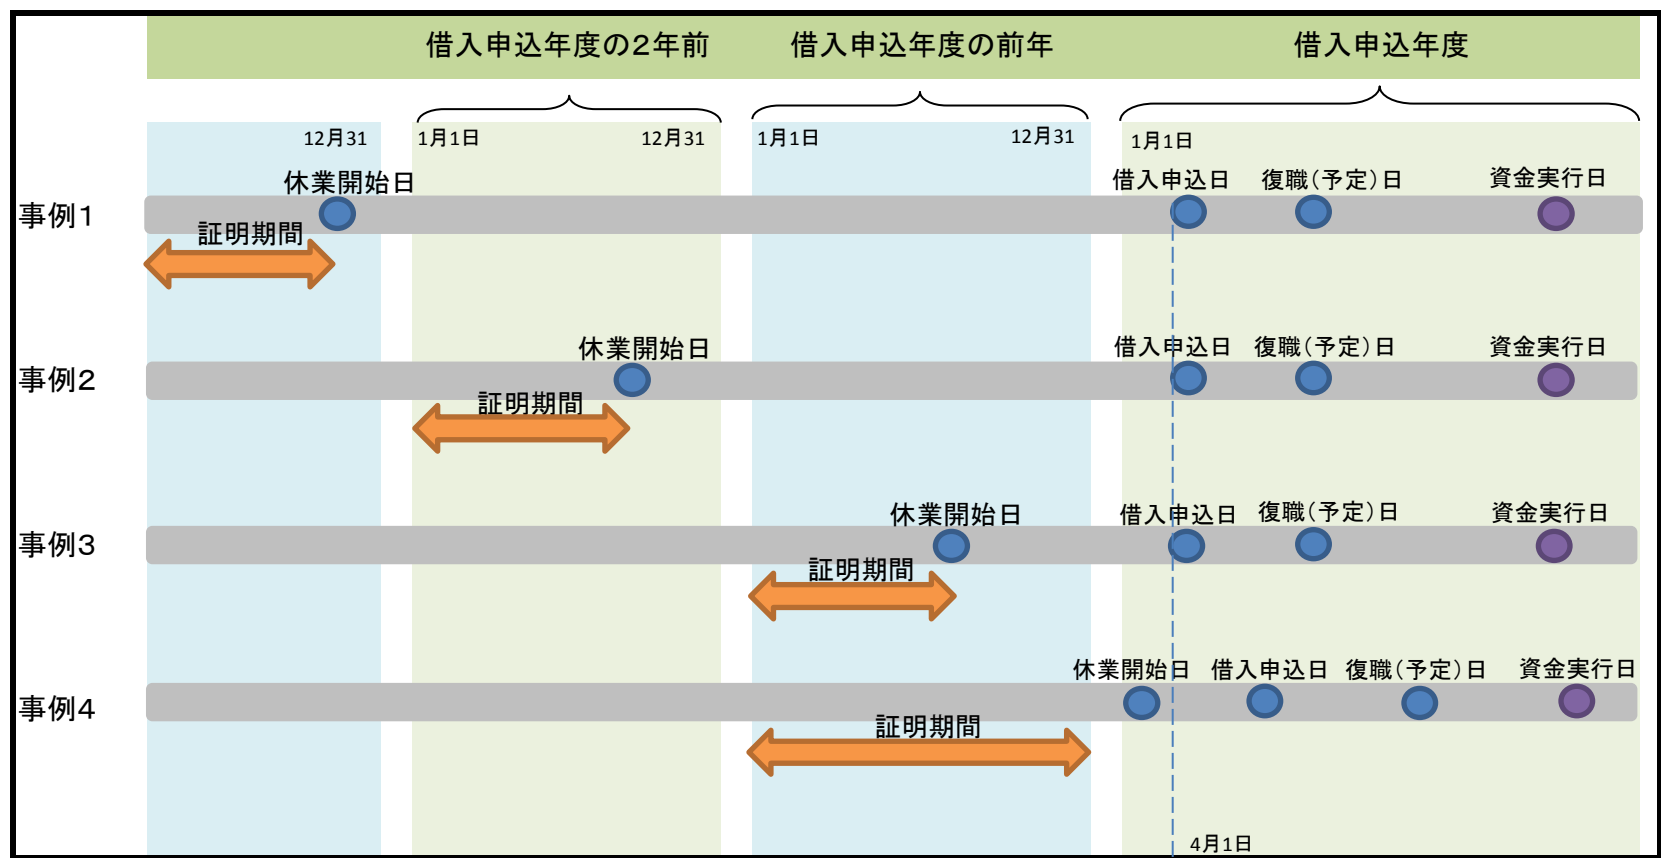 借入申込年度の2年前
借入申込年度の前年
借入申込年度
12月31
1月1日
12月31
1月1日
12月31
1月1日
事例1
休業開始日
借入申込日
復職(予定)日
資金実行日
証明期間
事例2
休業開始日
借入申込日
復職(予定)日
資金実行日
証明期間
事例3
休業開始日
借入申込日
復職(予定)日
資金実行日
証明期間
事例4
休業開始日
借入申込日
復職(予定)日
資金実行日
証明期間
4月1日